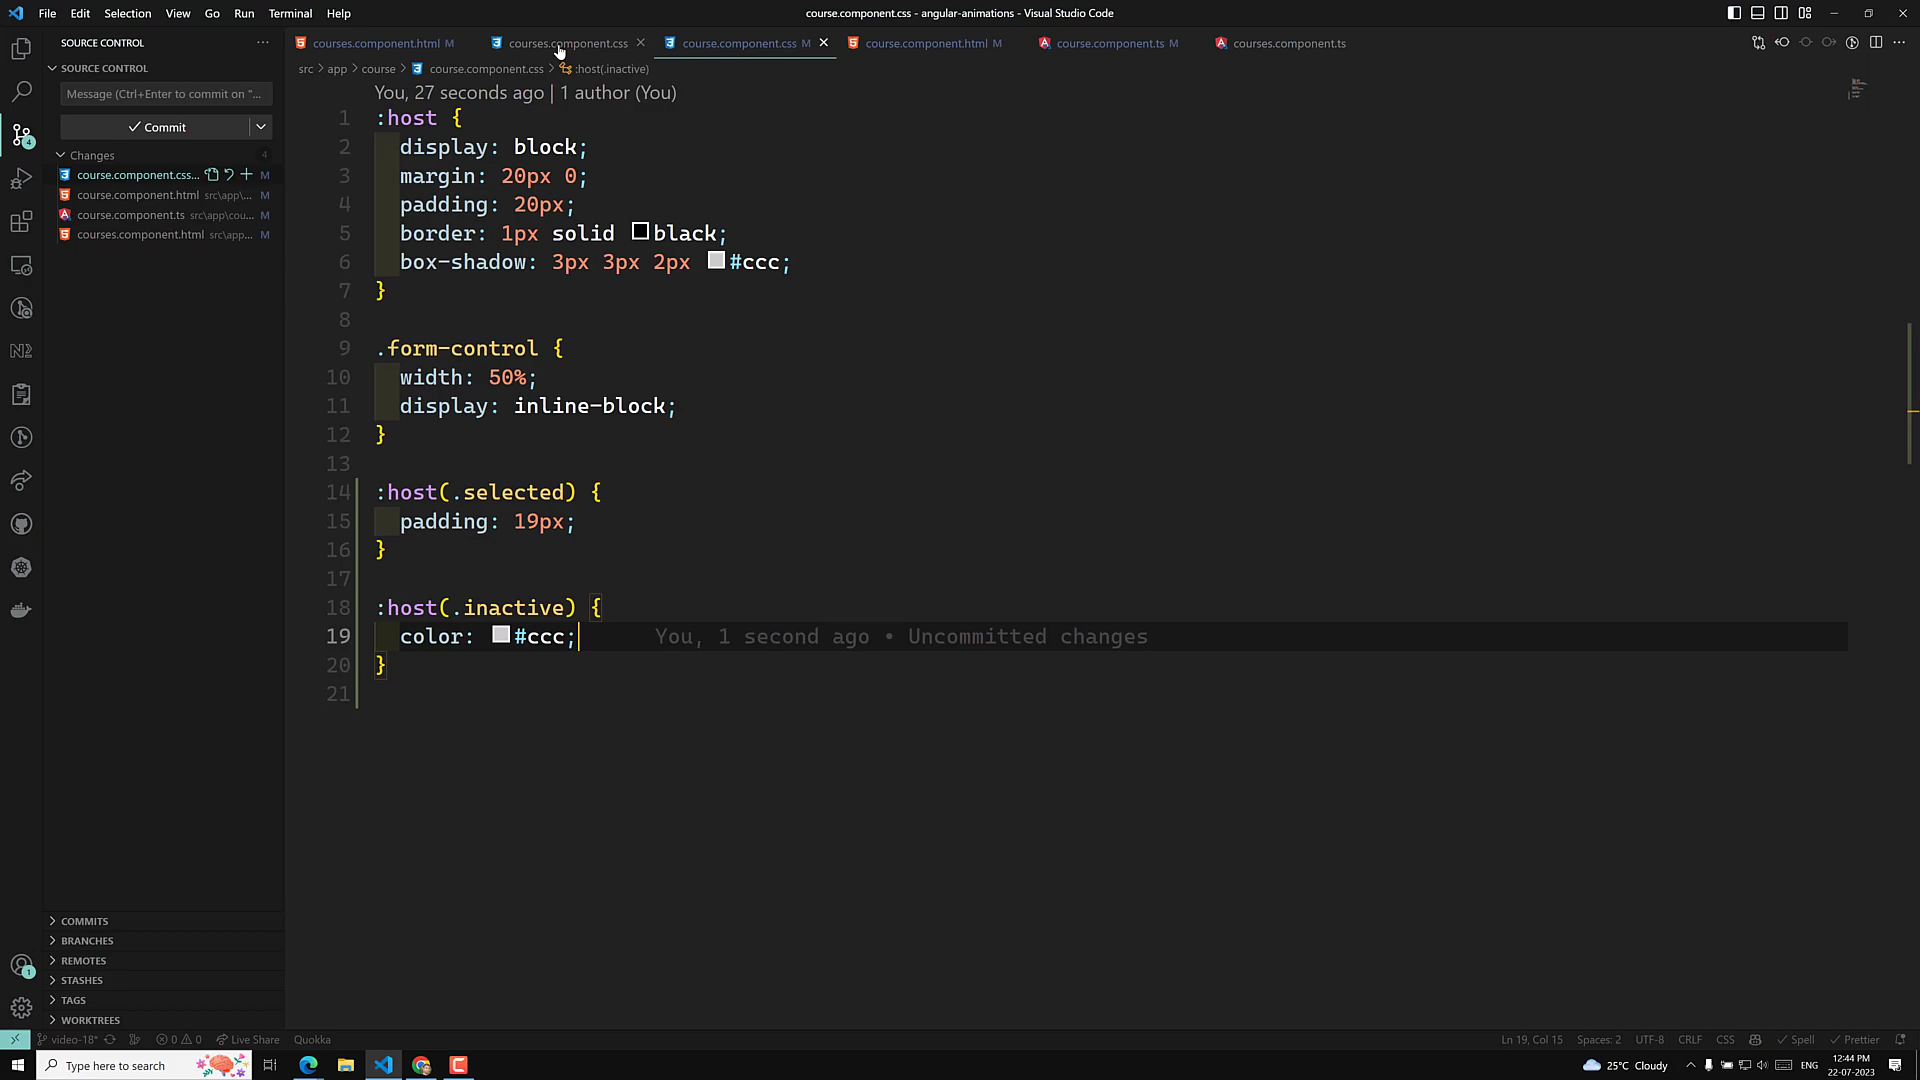 File Edit Selection View Go Run Terminal Help
course.component.css - angular-animations - Visual Studio Code
SOURCE CONTROL
courses.component.html M
courses.component.css
course.component.css M
course.component.html M
course.component.ts M
courses.component.ts
SOURCE CONTROL
src > app > course > course.component.css > :host(.inactive)
Message (Ctrl+Enter to commit on "...
Commit
Changes 4
course.component.css... M
course.component.html src\app\... M
course.component.ts src\app\cou... M
courses.component.html src\app... M
You, 27 seconds ago | 1 author (You)
1 :host {
2 display: block;
3 margin: 20px 0;
4 padding: 20px;
5 border: 1px solid black;
6 box-shadow: 3px 3px 2px #ccc;
7 }
8
9 .form-control {
10 width: 50%;
11 display: inline-block;
12 }
13
14 :host(.selected) {
15 padding: 19px;
16 }
17
18 :host(.inactive) {
19 color: #ccc; You, 1 second ago • Uncommitted changes
20 }
21
4
N2
1
COMMITS
BRANCHES
REMOTES
STASHES
TAGS
WORKTREES
video-18* 0 0 Live Share Quokka
Ln 19, Col 15 Spaces: 2 UTF-8 CRLF CSS Spell Prettier
Type here to search
25°C Cloudy ENG
12:44 PM
22-07-2023